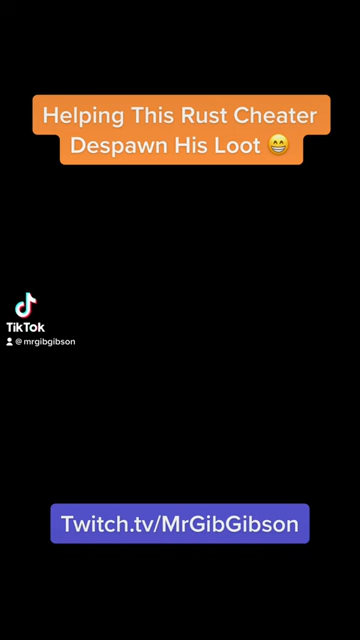 Helping This Rust Cheater
Despawn His Loot 😁
TikTok
@mrgibgibson
Twitch.tv/MrGibGibson